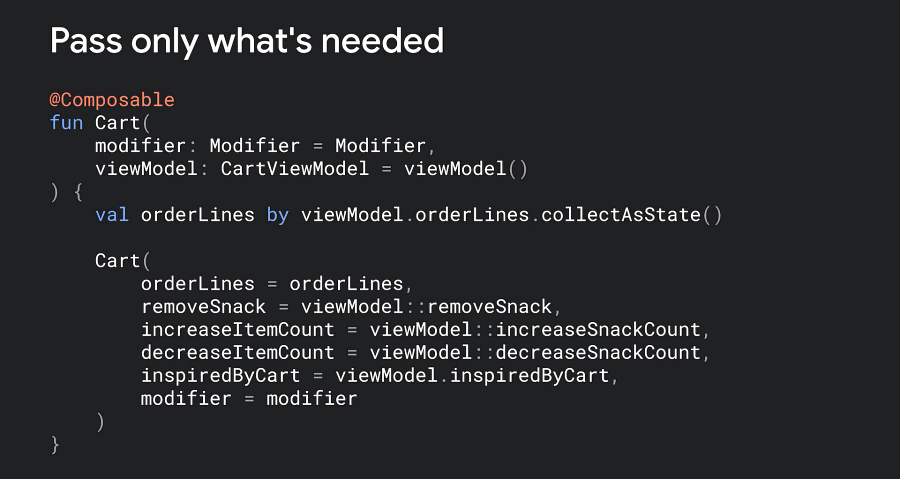 Pass only what's needed
@Composable
fun Cart(
    modifier: Modifier = Modifier,
    viewModel: CartViewModel = viewModel()
) {
    val orderLines by viewModel.orderLines.collectAsState()

    Cart(
        orderLines = orderLines,
        removeSnack = viewModel::removeSnack,
        increaseItemCount = viewModel::increaseSnackCount,
        decreaseItemCount = viewModel::decreaseSnackCount,
        inspiredByCart = viewModel.inspiredByCart,
        modifier = modifier
    )
}